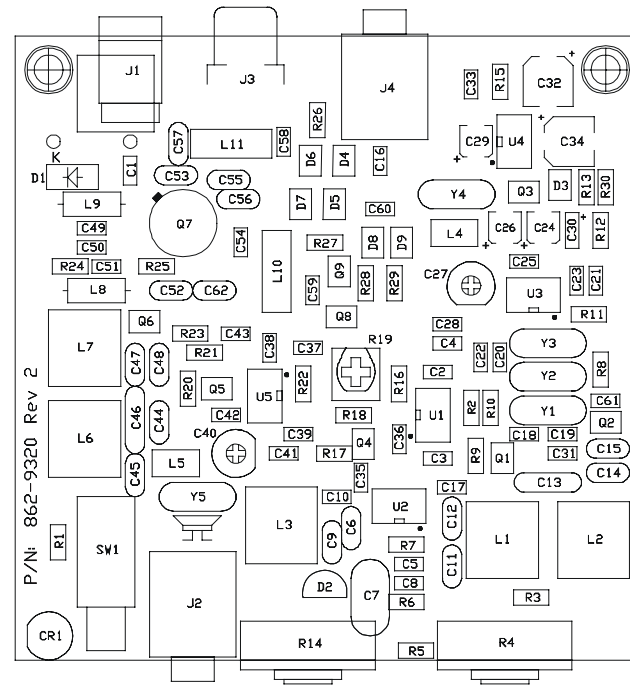 J1
J3
J4
C33
R15
C32
R26
C57
L11
C58
C29
U4
C34
K
D1
C1
C53
C55
C56
D6
D4
C16
Y4
Q3
D3
R13
R30
L9
Q7
D7
D5
C60
C49
C50
C54
L10
R27
D8
D9
L4
C26
C24
C30
R12
R24
C51
R25
C59
Q9
R28
R29
C27
C25
U3
C23
C21
L8
C52
C62
Q8
R11
Q6
R23
C43
C38
C37
R19
C28
C4
C22
C20
Y3
L7
C47
C48
R21
R20
Q5
U5
R22
R16
C2
Y2
R8
C46
C44
C42
R18
U1
R2
R10
Y1
C61
Q2
L6
C40
C39
C41
R17
Q4
C36
C18
C19
C31
C15
C45
L5
C35
C3
R9
Q1
C14
C13
Y5
C10
C17
P/N: 862-9320 Rev 2
R1
SW1
L3
C9
C6
U2
C12
L1
L2
R7
C5
C11
C8
J2
D2
C7
R6
R3
CR1
R14
R5
R4